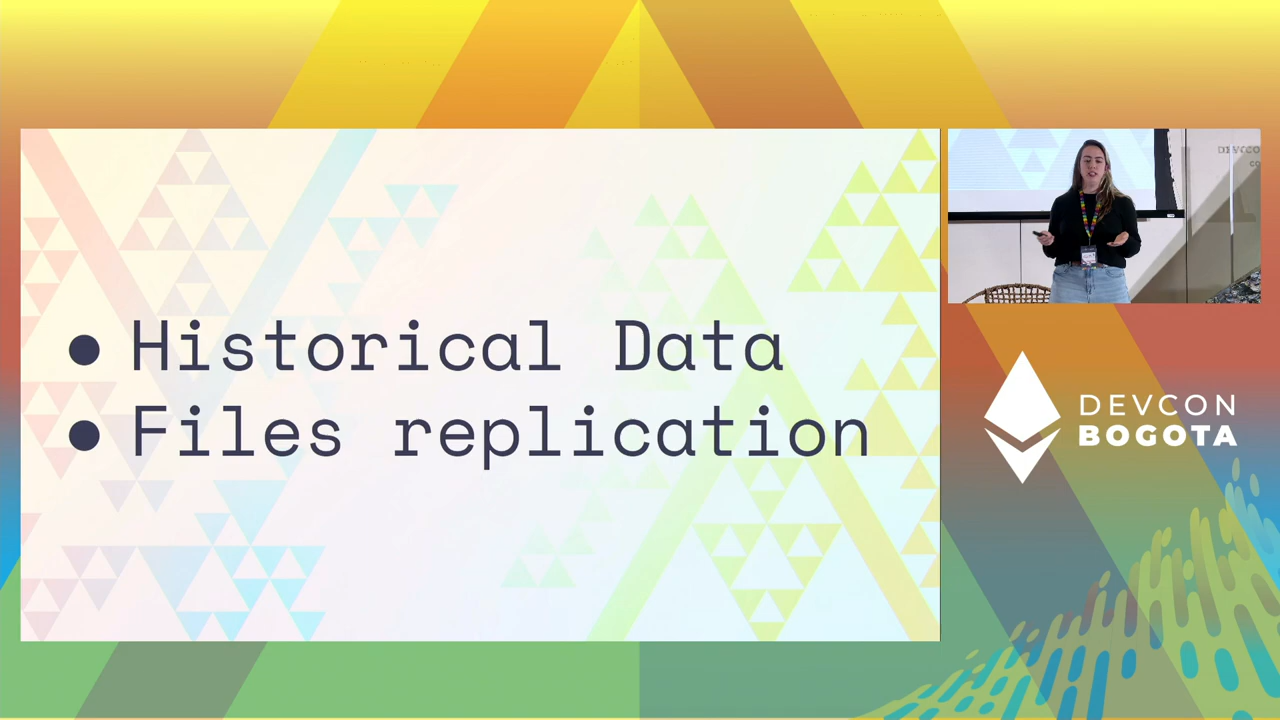 ● Historical Data
● Files replication
DEVCON
BOGOTA